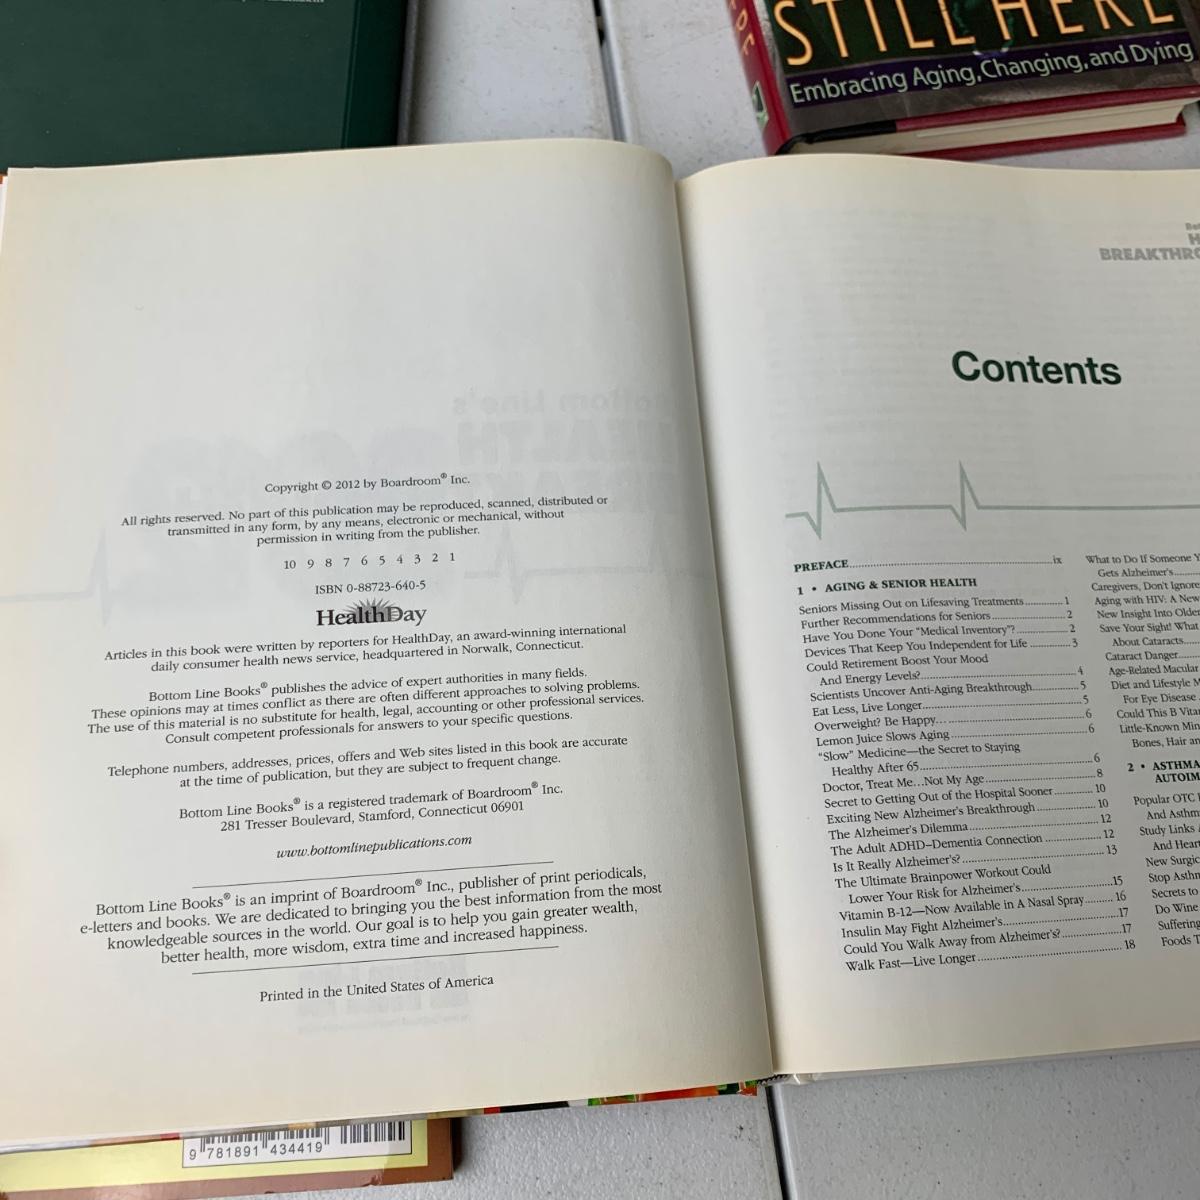 STILL HERE
Embracing Aging, Changing, and Dying
Copyright © 2012 by Boardroom® Inc.
All rights reserved. No part of this publication may be reproduced, scanned, distributed or
transmitted in any form, by any means, electronic or mechanical, without
permission in writing from the publisher.
10 9 8 7 6 5 4 3 2 1
ISBN 0-88723-640-5
HealthDay
Articles in this book were written by reporters for HealthDay, an award-winning international
daily consumer health news service, headquartered in Norwalk, Connecticut.
Bottom Line Books® publishes the advice of expert authorities in many fields.
These opinions may at times conflict as there are often different approaches to solving problems.
The use of this material is no substitute for health, legal, accounting or other professional services.
Consult competent professionals for answers to your specific questions.
Telephone numbers, addresses, prices, offers and Web sites listed in this book are accurate
at the time of publication, but they are subject to frequent change.
Bottom Line Books® is a registered trademark of Boardroom® Inc.
281 Tresser Boulevard, Stamford, Connecticut 06901
www.bottomlinepublications.com
Bottom Line Books® is an imprint of Boardroom® Inc., publisher of print periodicals,
e-letters and books. We are dedicated to bringing you the best information from the most
knowledgeable sources in the world. Our goal is to help you gain greater wealth,
better health, more wisdom, extra time and increased happiness.
Printed in the United States of America
BREAKTHRO
Contents
PREFACE ix
1 • AGING & SENIOR HEALTH
Seniors Missing Out on Lifesaving Treatments 1
Further Recommendations for Seniors 2
Have You Done Your "Medical Inventory"? 2
Devices That Keep You Independent for Life 3
Could Retirement Boost Your Mood
And Energy Levels? 4
Scientists Uncover Anti-Aging Breakthrough 5
Eat Less, Live Longer 5
Overweight? Be Happy... 6
Lemon Juice Slows Aging 6
"Slow" Medicine—the Secret to Staying
Healthy After 65 6
Doctor, Treat Me...Not My Age 8
Secret to Getting Out of the Hospital Sooner 10
Exciting New Alzheimer's Breakthrough 10
The Alzheimer's Dilemma 12
The Adult ADHD–Dementia Connection 12
Is It Really Alzheimer's? 13
The Ultimate Brainpower Workout Could
Lower Your Risk for Alzheimer's 15
Vitamin B-12—Now Available in A Nasal Spray 16
Insulin May Fight Alzheimer's 17
Could You Walk Away from Alzheimer's? 17
Walk Fast—Live Longer 18
What to Do If Someone Y
Gets Alzheimer's
Caregivers, Don't Ignore
Aging with HIV: A New
New Insight Into Older
Save Your Sight! What
About Cataracts
Cataract Danger
Age-Related Macular
Diet and Lifestyle M
For Eye Disease
Could This B Vita
Little-Known Min
Bones, Hair an
2 • ASTHMA
AUTOIM
Popular OTC
And Asthm
Study Links
And Heart
New Surgic
Stop Asthm
Secrets to
Do Wine
Suffering
Foods T
9 781891 434419